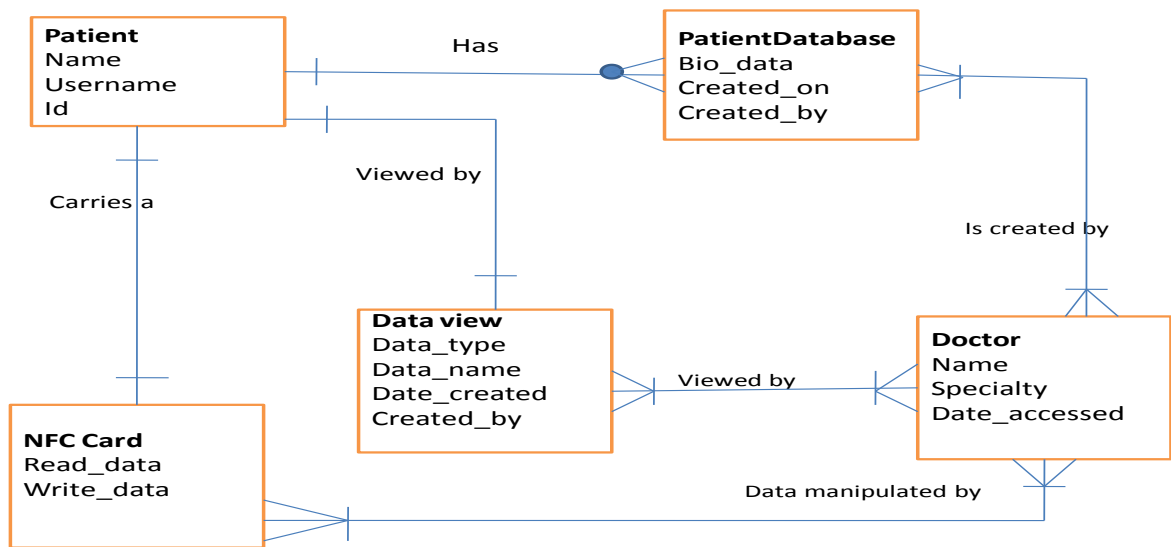 Patient
Name
Username
Id
Has
PatientDatabase
Bio_data
Created_on
Created_by
Viewed by
Carries a
Is created by
Data view
Data_type
Data_name
Date_created
Created_by
Viewed by
Doctor
Name
Specialty
Date_accessed
NFC Card
Read_data
Write_data
Data manipulated by